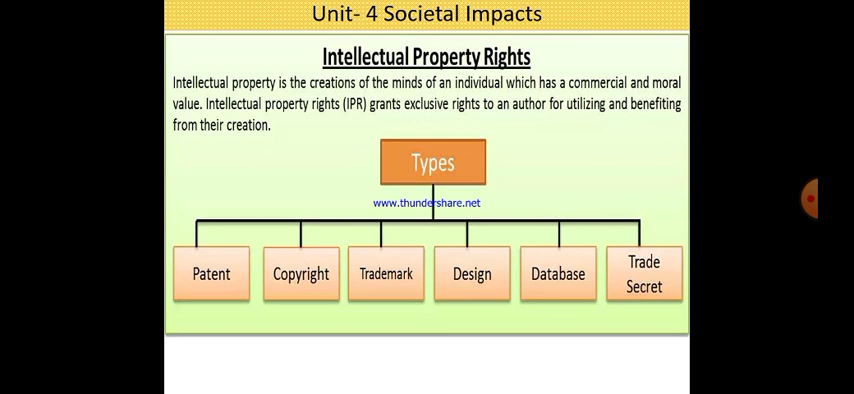 Unit- 4 Societal Impacts
Intellectual Property Rights
Intellectual property is the creations of the minds of an individual which has a commercial and moral
value. Intellectual property rights (IPR) grants exclusive rights to an author for utilizing and benefiting
from their creation.
Types
www.thundershare.net
Patent
Copyright
Trademark
Design
Database
Trade
Secret